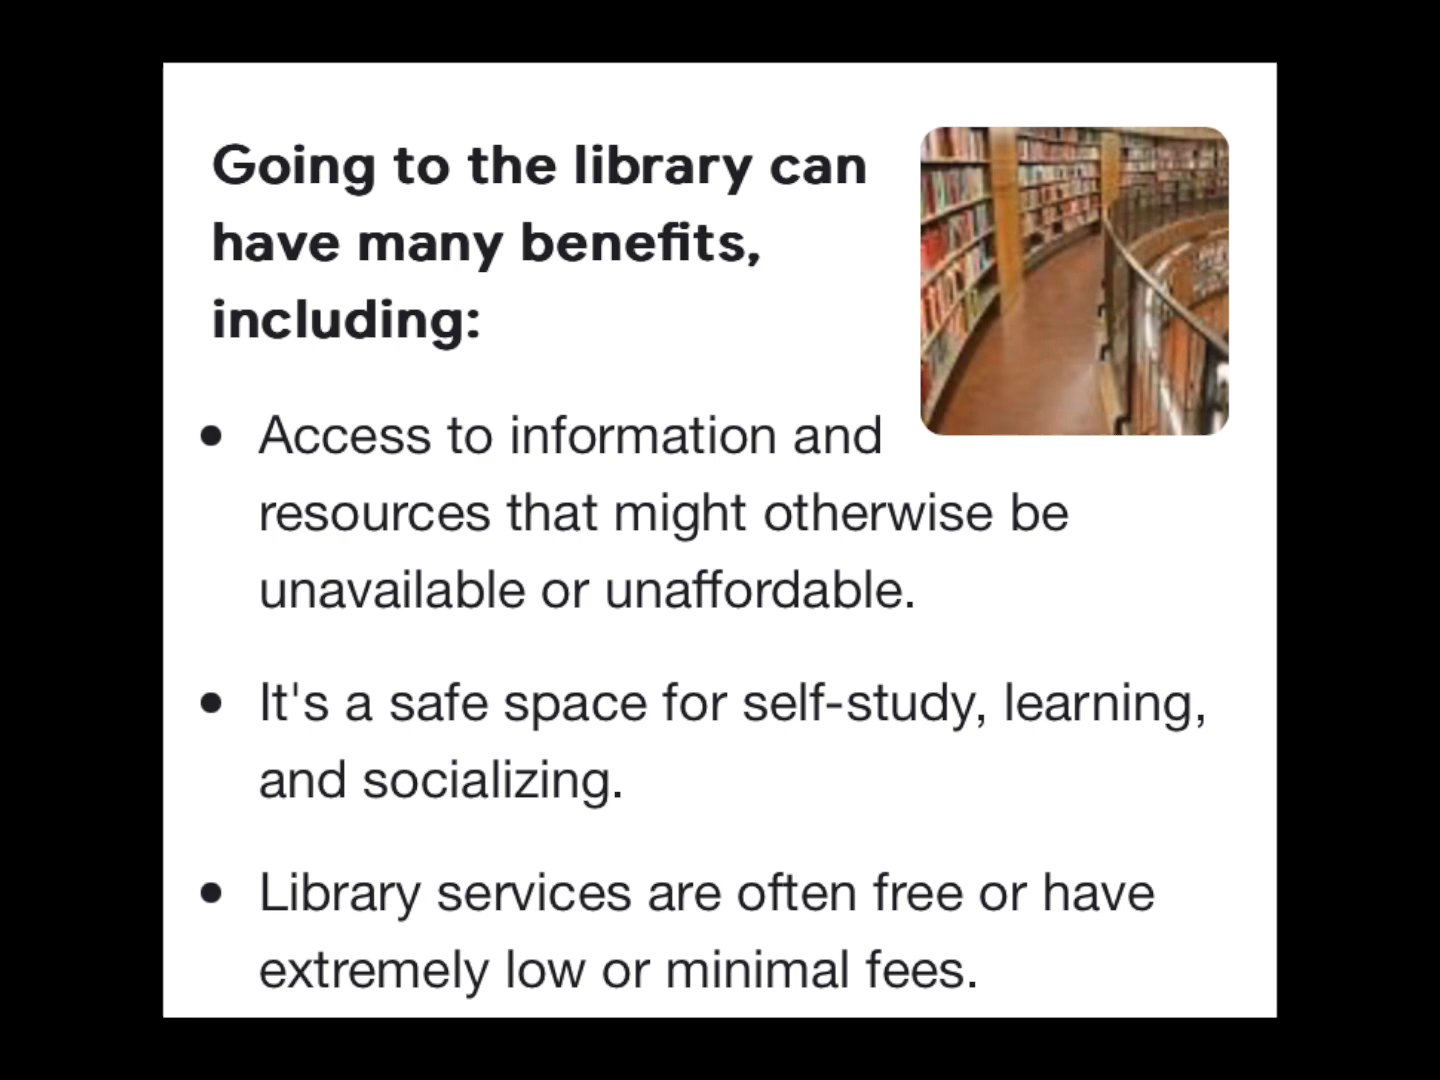 Going to the library can
have many benefits,
including:
• Access to information and
resources that might otherwise be
unavailable or unaffordable.
• It's a safe space for self-study, learning,
and socializing.
• Library services are often free or have
extremely low or minimal fees.